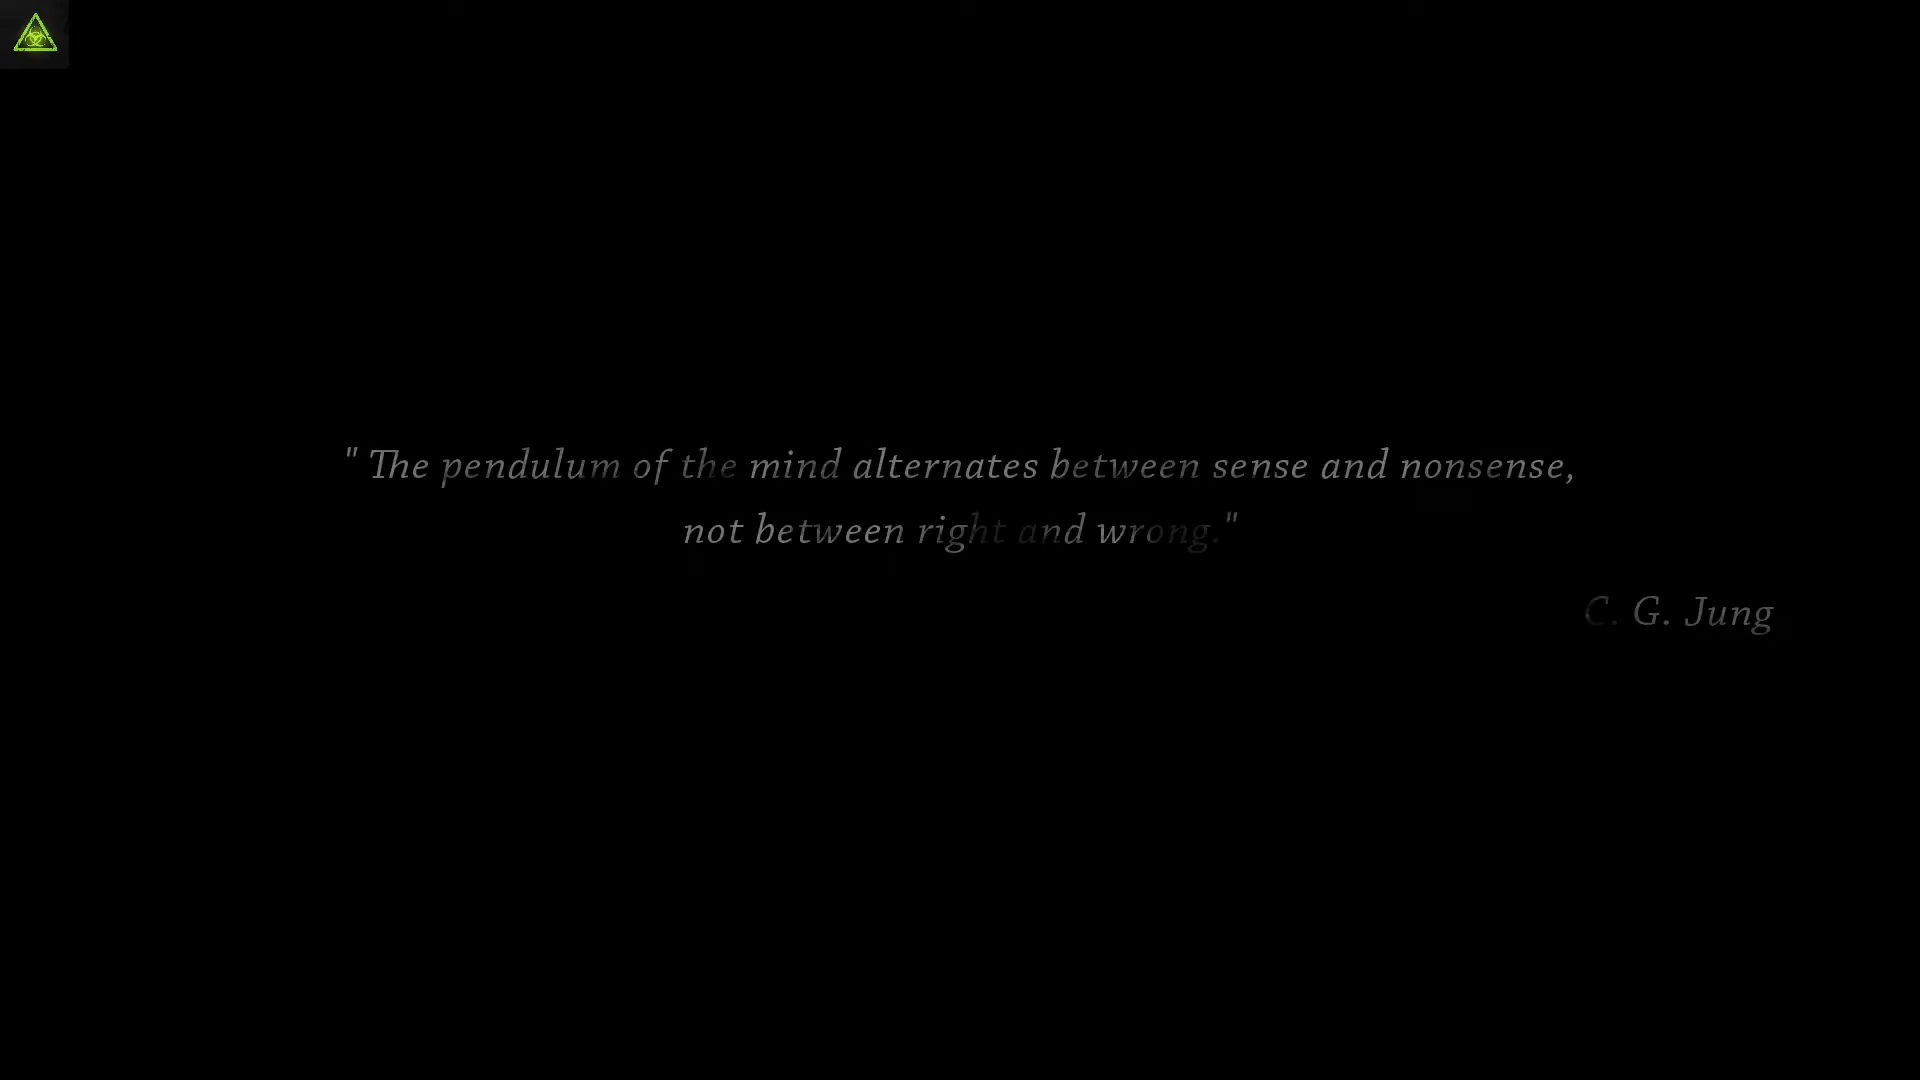 " The pendulum of the mind alternates between sense and nonsense,
not between right and wrong."
C. G. Jung